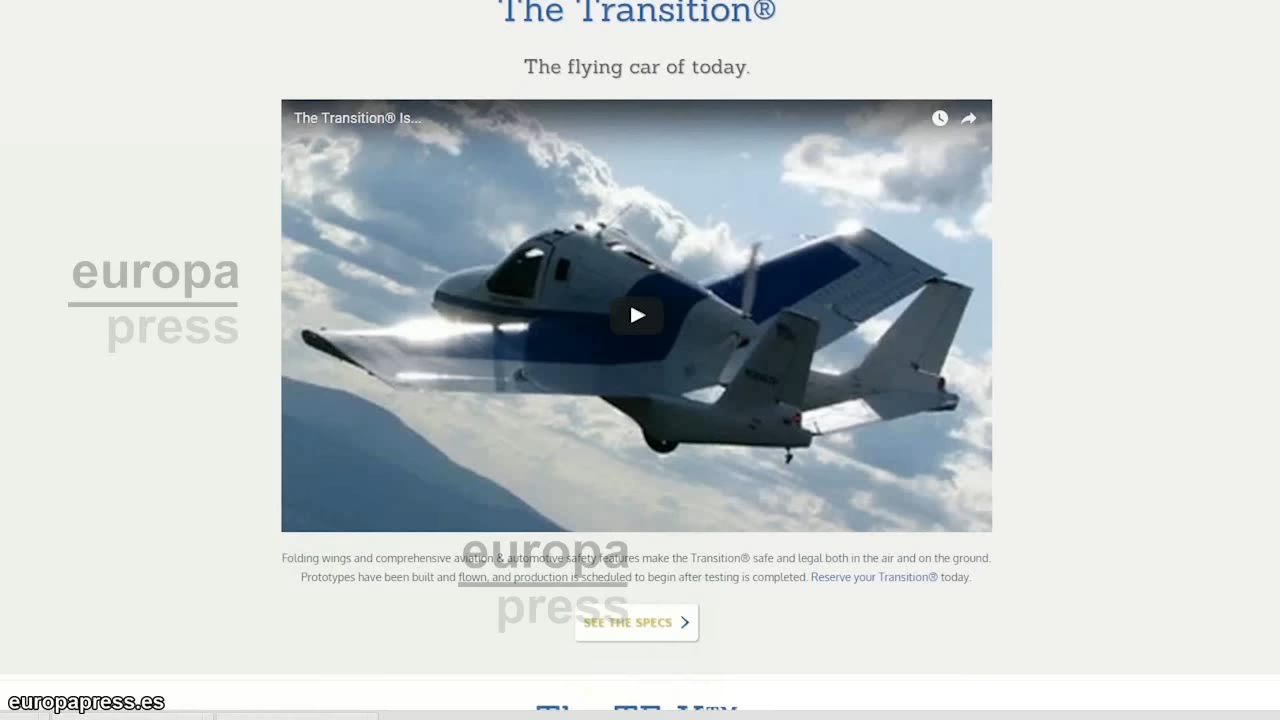 The Transition®
The flying car of today.
The Transition® Is...
europa
press
Folding wings and comprehensive aviation & automotive safety features make the Transition® safe and legal both in the air and on the ground.
Prototypes have been built and flown, and production is scheduled to begin after testing is completed. Reserve your Transition® today.
europa
press
SEE THE SPECS
europapress.es